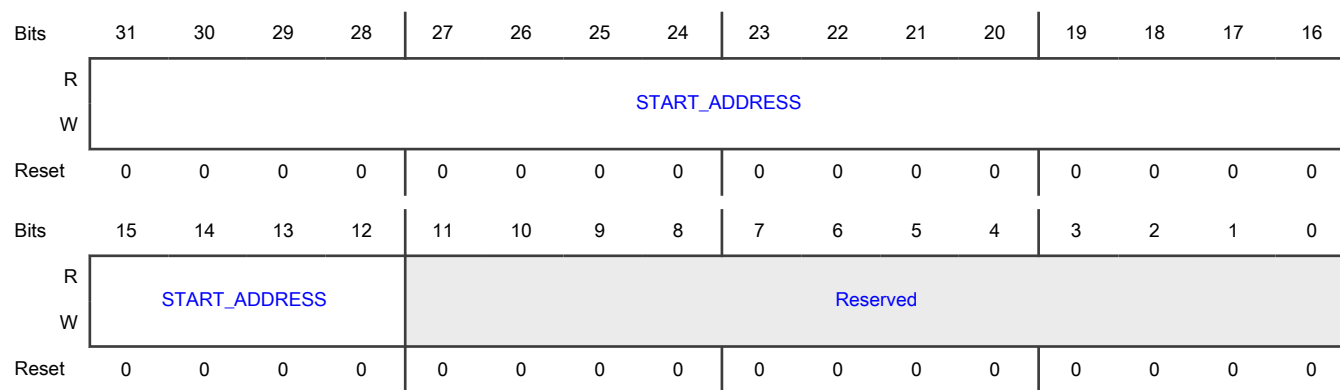 Bits 31 30 29 28 27 26 25 24 23 22 21 20 19 18 17 16
R
START_ADDRESS
W
Reset 0 0 0 0 0 0 0 0 0 0 0 0 0 0 0 0
Bits 15 14 13 12 11 10 9 8 7 6 5 4 3 2 1 0
R
START_ADDRESS Reserved
W
Reset 0 0 0 0 0 0 0 0 0 0 0 0 0 0 0 0